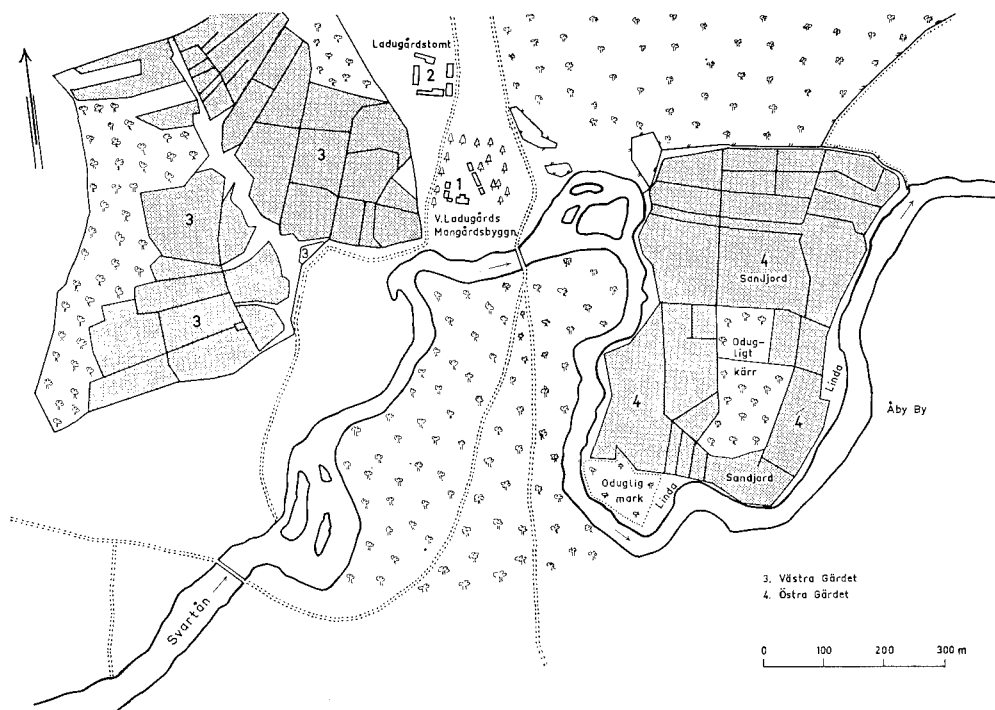 Ladugårdstomt
2
3
1
3
V. Ladugårds
Mangårdsbyggn.
3
4
Sandjord
3
Odug-
ligt
kärr
Linda
4
4
Åby By
Sandjord
Oduglig
mark
Linda
3. Västra Gärdet
4. Östra Gärdet
Svartån
0 100 200 300 m